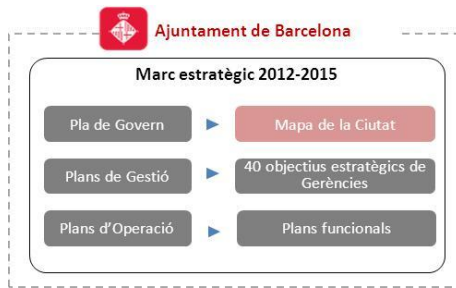 Ajuntament de Barcelona
Marc estratègic 2012-2015
Pla de Govern
Mapa de la Ciutat
Plans de Gestió
40 objectius estratègics de
Gerències
Plans d’Operació
Plans funcionals